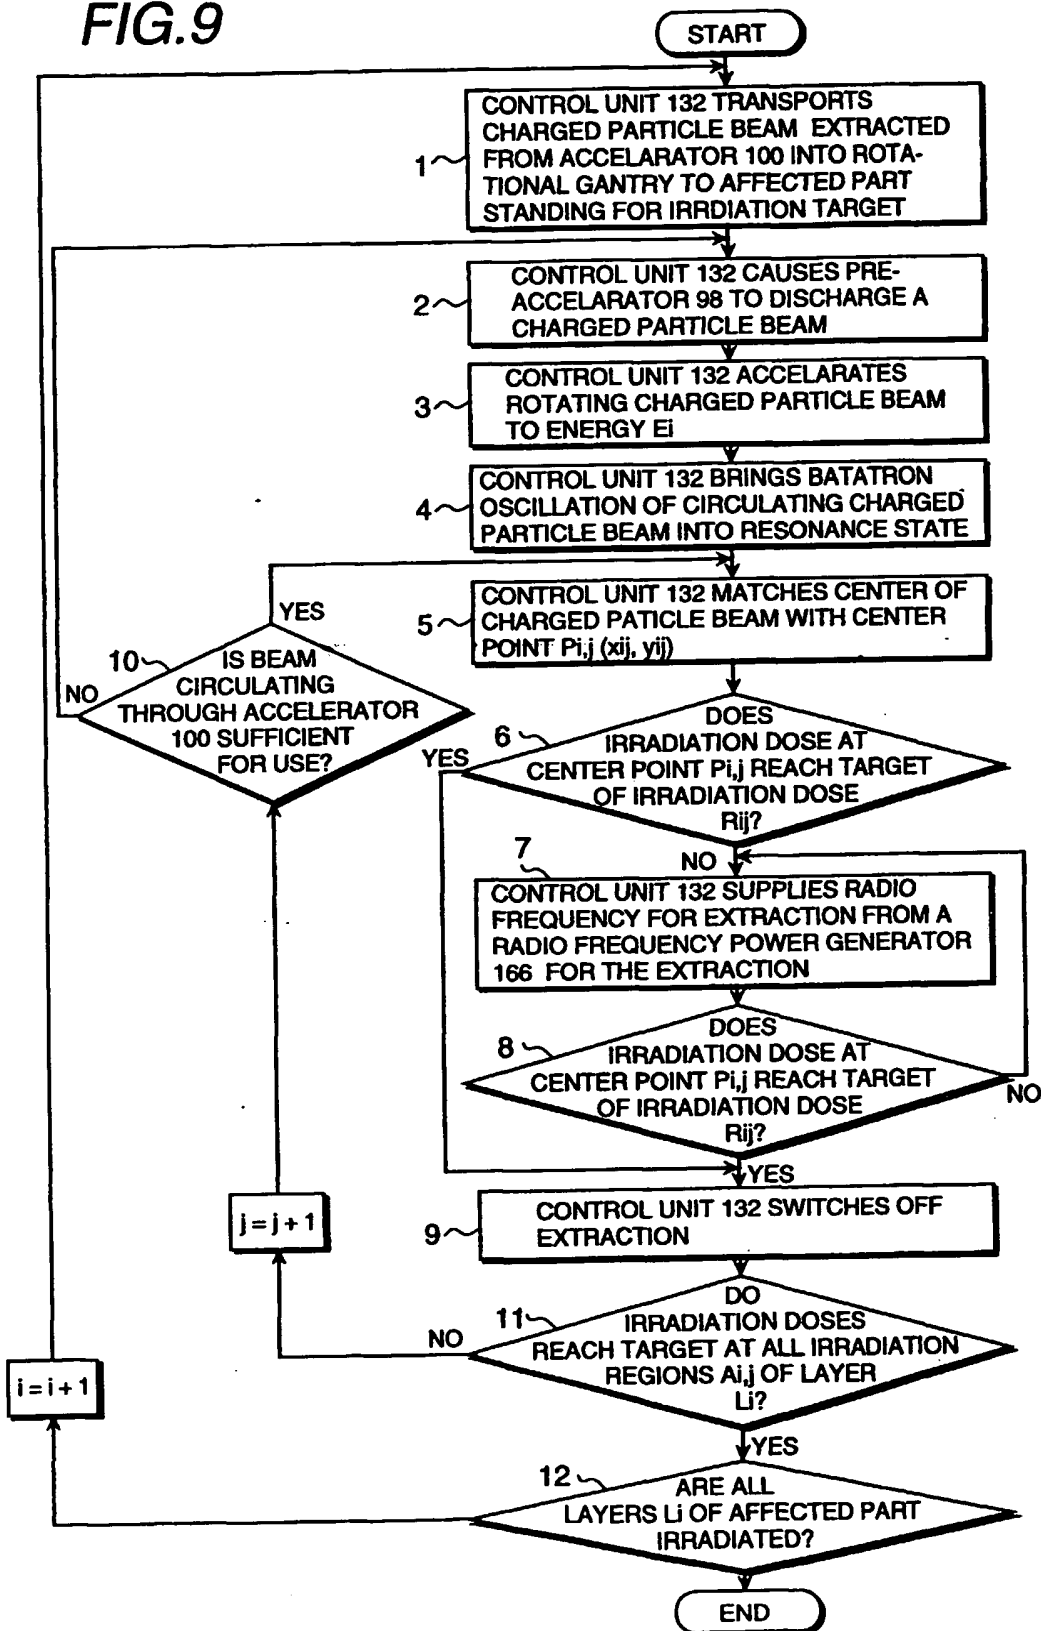 FIG.9
START
1
CONTROL UNIT 132 TRANSPORTS
CHARGED PARTICLE BEAM EXTRACTED
FROM ACCELARATOR 100 INTO ROTA-
TIONAL GANTRY TO AFFECTED PART
STANDING FOR IRRDIATION TARGET
2
CONTROL UNIT 132 CAUSES PRE-
ACCELARATOR 98 TO DISCHARGE A
CHARGED PARTICLE BEAM
3
CONTROL UNIT 132 ACCELARATES
ROTATING CHARGED PARTICLE BEAM
TO ENERGY Ei
4
CONTROL UNIT 132 BRINGS BATATRON
OSCILLATION OF CIRCULATING CHARGED
PARTICLE BEAM INTO RESONANCE STATE
5
CONTROL UNIT 132 MATCHES CENTER OF
CHARGED PATICLE BEAM WITH CENTER
POINT Pi,j (xij, yij)
YES
10
IS BEAM
CIRCULATING
THROUGH ACCELERATOR
100 SUFFICIENT
FOR USE?
NO
6
DOES
IRRADIATION DOSE AT
CENTER POINT Pi,j REACH TARGET
OF IRRADIATION DOSE
Rij?
YES
NO
7
CONTROL UNIT 132 SUPPLIES RADIO
FREQUENCY FOR EXTRACTION FROM A
RADIO FREQUENCY POWER GENERATOR
166 FOR THE EXTRACTION
8
DOES
IRRADIATION DOSE AT
CENTER POINT Pi,j REACH TARGET
OF IRRADIATION DOSE
Rij?
NO
YES
9
CONTROL UNIT 132 SWITCHES OFF
EXTRACTION
j=j+1
11
DO
IRRADIATION DOSES
REACH TARGET AT ALL IRRADIATION
REGIONS Ai,j OF LAYER
Li?
NO
YES
i=i+1
12
ARE ALL
LAYERS Li OF AFFECTED PART
IRRADIATED?
END